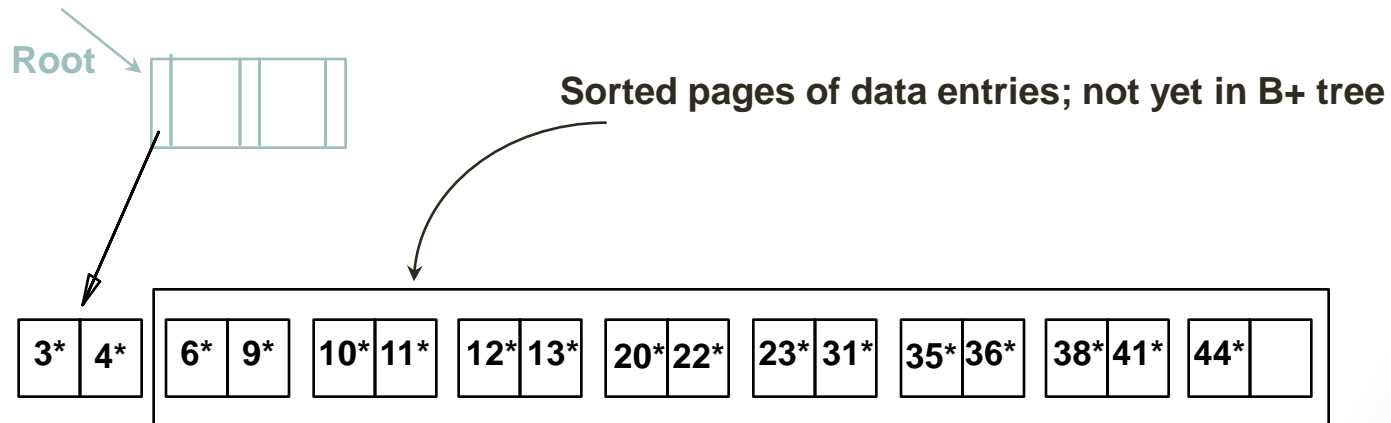 Root
Sorted pages of data entries; not yet in B+ tree
3* 4* 6* 9* 10* 11* 12* 13* 20* 22* 23* 31* 35* 36* 38* 41* 44*